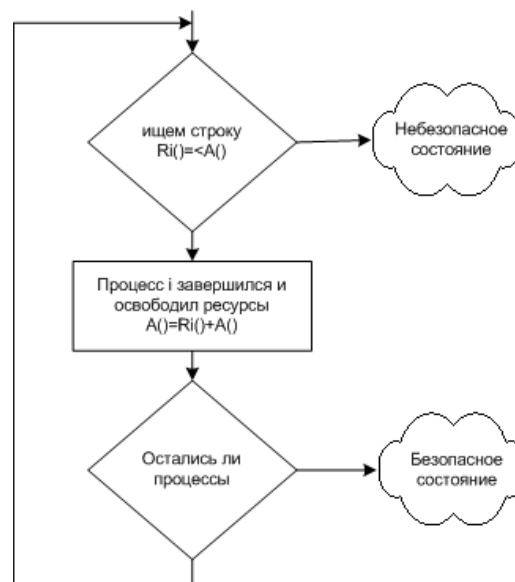 ищем строку
Ri()=<A()
Небезопасное
состояние
Процесс i завершился и
освободил ресурсы
A()=Ri()+A()
Остались ли
процессы
Безопасное
состояние